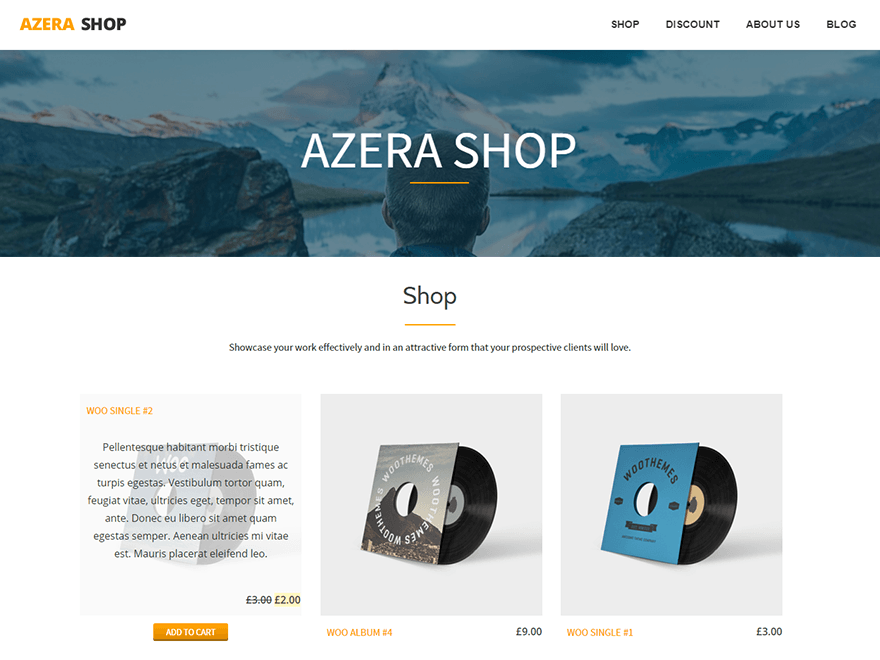 AZERA SHOP
SHOP DISCOUNT ABOUT US BLOG
AZERA SHOP
Shop
Showcase your work effectively and in an attractive form that your prospective clients will love.
WOO SINGLE #2
Pellentesque habitant morbi tristique
senectus et netus et malesuada fames ac
turpis egestas. Vestibulum tortor quam,
feugiat vitae, ultricies eget, tempor sit amet,
ante. Donec eu libero sit amet quam
egestas semper. Aenean ultricies mi vitae
est. Mauris placerat eleifend leo.
£3.00 £2.00
ADD TO CART
WOOTHEMES WOOTHEMES WOOTHEMES
WOO ALBUM #4
£9.00
WOOTHEMES
WOO SINGLE #1
£3.00